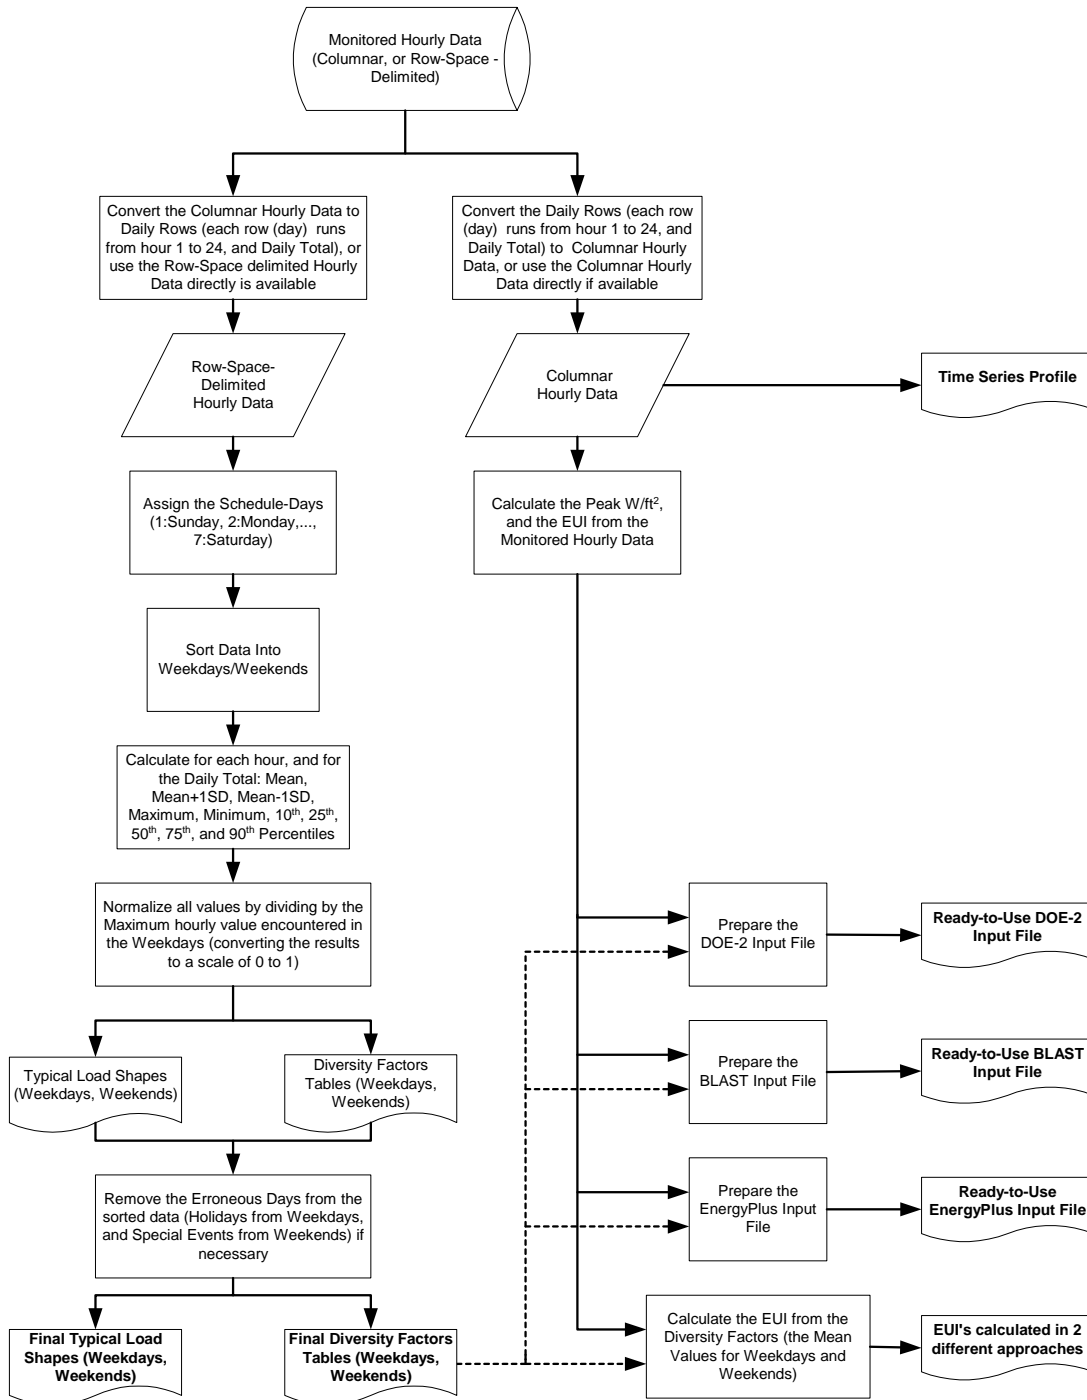 Monitored Hourly Data
(Columnar, or Row-Space -
Delimited)
Convert the Columnar Hourly Data to
Daily Rows (each row (day) runs
from hour 1 to 24, and Daily Total), or
use the Row-Space delimited Hourly
Data directly is available
Convert the Daily Rows (each row
(day) runs from hour 1 to 24, and
Daily Total) to Columnar Hourly
Data, or use the Columnar Hourly
Data directly if available
Row-Space-
Delimited
Hourly Data
Columnar
Hourly Data
Time Series Profile
Assign the Schedule-Days
(1:Sunday, 2:Monday,...,
7:Saturday)
Calculate the Peak W/ft²,
and the EUI from the
Monitored Hourly Data
Sort Data Into
Weekdays/Weekends
Calculate for each hour, and for
the Daily Total: Mean,
Mean+1SD, Mean-1SD,
Maximum, Minimum, 10th, 25th,
50th, 75th, and 90th Percentiles
Normalize all values by dividing by the
Maximum hourly value encountered in
the Weekdays (converting the results
to a scale of 0 to 1)
Prepare the
DOE-2 Input File
Ready-to-Use DOE-2
Input File
Typical Load Shapes
(Weekdays, Weekends)
Diversity Factors
Tables (Weekdays,
Weekends)
Prepare the
BLAST Input File
Ready-to-Use BLAST
Input File
Remove the Erroneous Days from the
sorted data (Holidays from Weekdays,
and Special Events from Weekends) if
necessary
Prepare the
EnergyPlus Input
File
Ready-to-Use
EnergyPlus Input File
Final Typical Load
Shapes (Weekdays,
Weekends)
Final Diversity Factors
Tables (Weekdays,
Weekends)
Calculate the EUI from the
Diversity Factors (the Mean
Values for Weekdays and
Weekends)
EUI's calculated in 2
different approaches